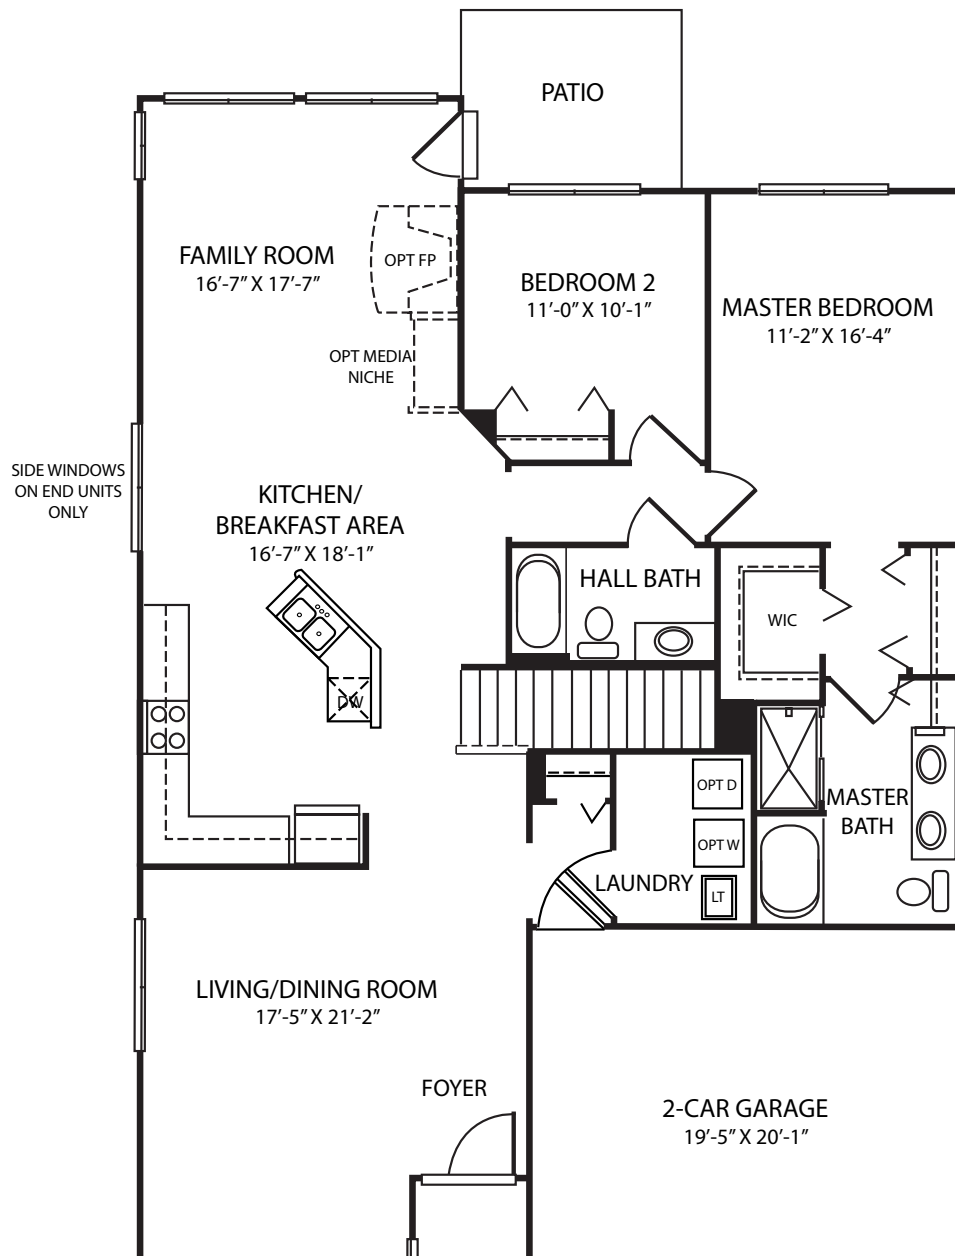 PATIO
FAMILY ROOM
16'-7" X 17'-7"
OPT FP
BEDROOM 2
11'-0" X 10'-1"
MASTER BEDROOM
11'-2" X 16'-4"
OPT MEDIA
NICHE
SIDE WINDOWS
ON END UNITS
ONLY
KITCHEN/
BREAKFAST AREA
16'-7" X 18'-1"
HALL BATH
WIC
DW
OPT D
OPT W
MASTER
BATH
LAUNDRY
LT
LIVING/DINING ROOM
17'-5" X 21'-2"
FOYER
2-CAR GARAGE
19'-5" X 20'-1"